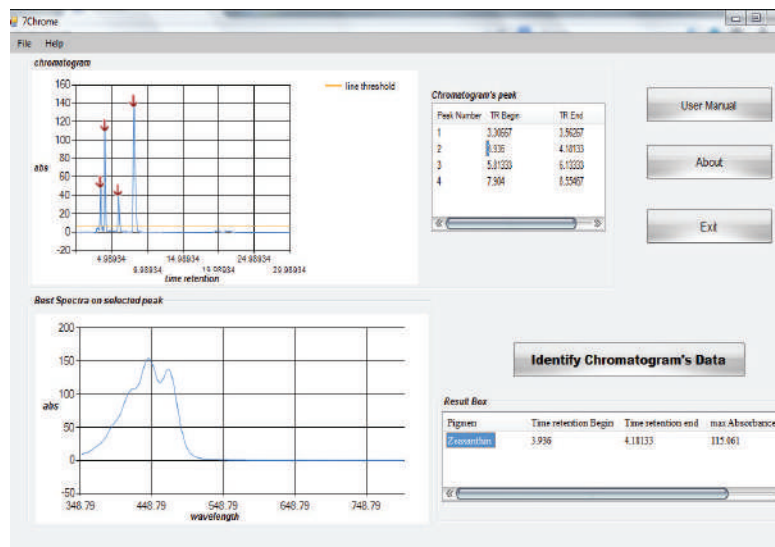 7Chrome
File Help
chromatogram
160
140
120
100
80
60
40
20
0
-20
abs
line threshold
4.98934 14.98934 24.98934
9.98934 19.98934 29.98934
time retention
Chromatogram's peak
Peak Number TR Begin TR End
1 3.30667 3.56267
2 3.936 4.18133
3 5.81333 6.13333
4 7.904 8.55467
User Manual
About
Exit
Best Spectra on selected peak
200
150
100
50
0
-50
abs
348.79 448.79 548.79 648.79 748.79
wavelength
Identify Chromatogram's Data
Result Box
Pigmen Time retention Begin Time retention end max Absorbance
Zeaxanthin 3.936 4.18133 115.061